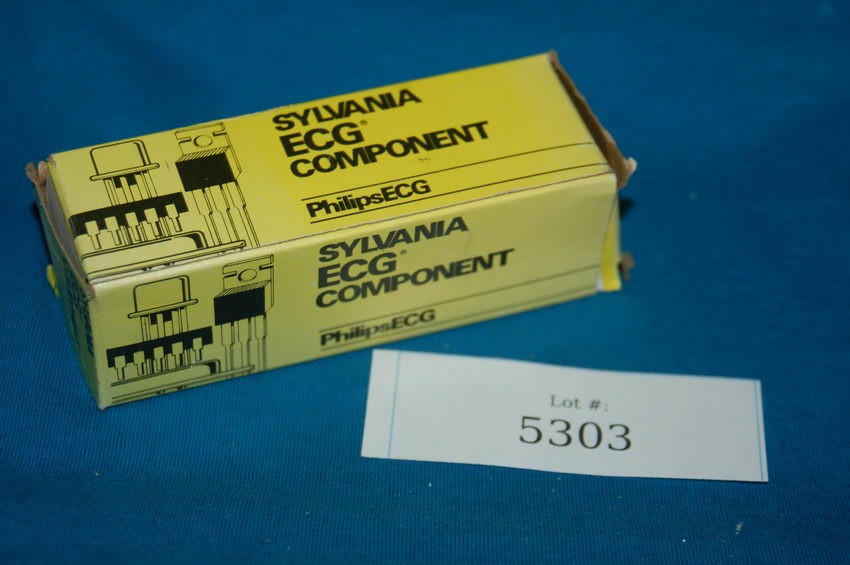 SYLVANIA
ECG®
COMPONENT
PhilipsECG
SYLVANIA
ECG®
COMPONENT
PhilipsECG
Lot #:
5303